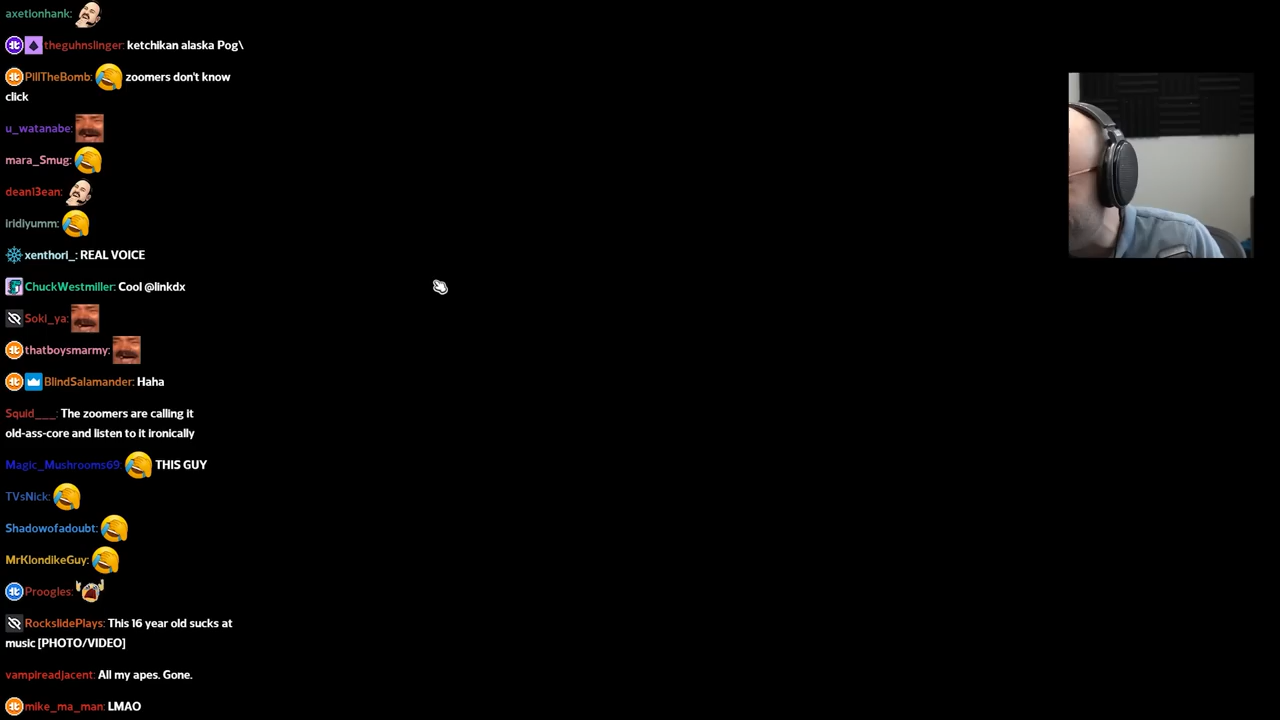 axetionhank:
theguhnslinger: ketchikan alaska Pog\
PillTheBomb: zoomers don't know
click
u_watanabe:
mara_Smug:
dean13ean:
iridiyumm:
xenthori_: REAL VOICE
ChuckWestmiller: Cool @linkdx
Soki_ya:
thatboysmarmy:
BlindSalamander: Haha
Squid___: The zoomers are calling it
old-ass-core and listen to it ironically
Magic_Mushrooms69: THIS GUY
TVsNick:
Shadowofadoubt:
MrKlondikeGuy:
Proogles:
RockslidePlays: This 16 year old sucks at
music [PHOTO/VIDEO]
vampireadjacent: All my apes. Gone.
mike_ma_man: LMAO